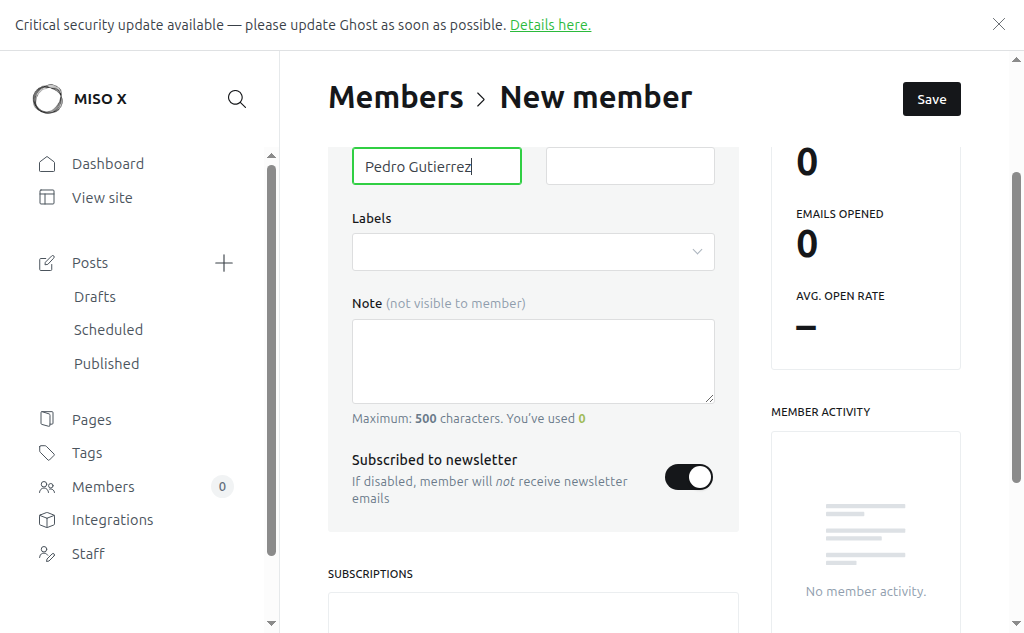 Critical security update available — please update Ghost as soon as possible. Details here.
MISO X
Dashboard
View site
Posts
Drafts
Scheduled
Published
Pages
Tags
Members 0
Integrations
Staff
Members > New member
Save
Pedro Gutierrez
Labels
Note (not visible to member)
Maximum: 500 characters. You've used 0
Subscribed to newsletter
If disabled, member will not receive newsletter
emails
SUBSCRIPTIONS
0
EMAILS OPENED
0
AVG. OPEN RATE
–
MEMBER ACTIVITY
No member activity.